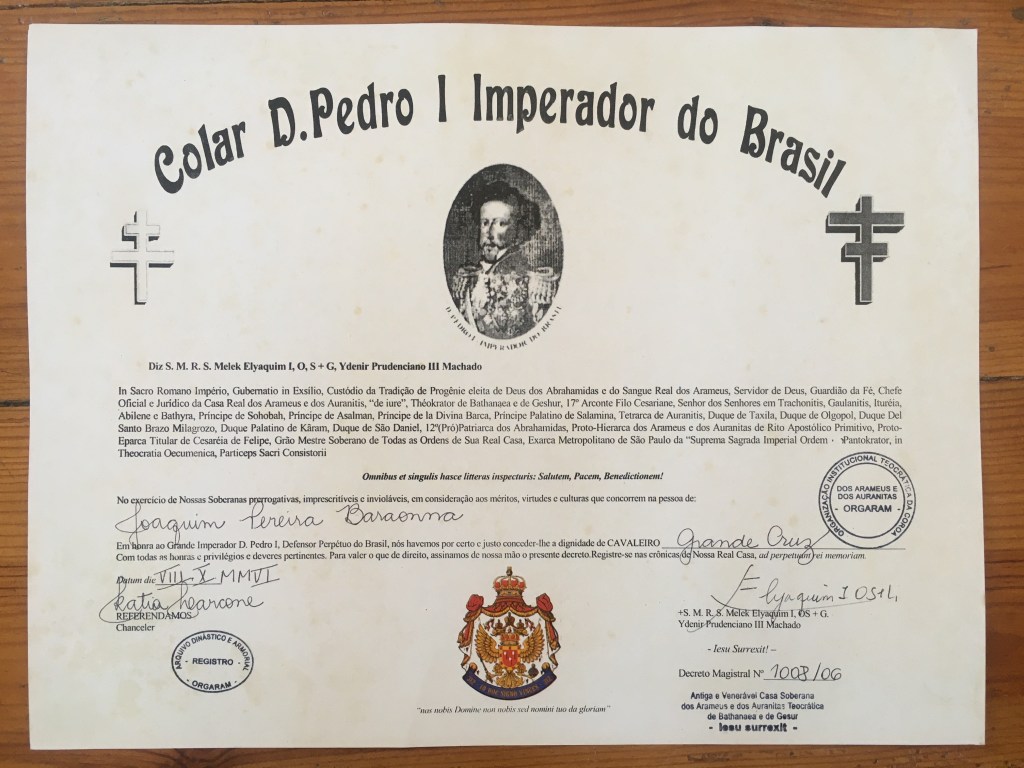 Colar D.Pedro I Imperador do Brasil
D. PEDRO I - IMPERADOR DO BRASIL
Diz S. M. R. S. Melek Elyaquim I, O, S + G, Ydenir Prudenciano III Machado
In Sacro Romano Império, Gubernatio en Exsílio, Custódio da Tradição de Progênie eleita de Deus dos Abrahamidas e do Sangue Real dos Arameus, Servidor de Deus, Guardião da Fé, Chefe
Oficial e Jurídico da Casa Real dos Arameus e dos Auranitis, “de iure”, Théokrator de Bathanaea e de Geshur, 17º Arconte Filo Cesariane, Senhor dos Senhores em Trachonitis, Gaulanitis, Ituréia,
Abilene e Bathyra, Príncipe de Sohobah, Príncipe de Asalman, Príncipe de la Divina Barca, Príncipe Palatino de Salamina, Tetrarca de Auranitis, Duque de Taxila, Duque de Olgopol, Duque Del
Santo Brazo Milagrozo, Duque Palatino de Kâram, Duque de São Daniel, 12º(Pró)Patriarca dos Abrahamidas, Proto-Hierarca dos Arameus e dos Auranitis de Rito Apostólico Primitivo, Proto-
Eparca Titular de Cesaréia de Felipe, Grão Mestre Soberano de Todas as Ordens de Sua Real Casa, Exarca Metropolitano de São Paulo da “Suprema Sagrada Imperial Ordem Pantokrator, in
Theocratia Oecumenica, Particeps Sacri Consistorii
Omnibus et singulis hasce litteras inspecturis: Salutem, Pacem, Benedictionem!
ORGANIZAÇÃO INSTITUCIONAL TEOCRÁTICA DA COROA
DOS ARAMEUS E
DOS AURANITAS
- ORGARAM -
No exercício de Nossas Soberanas prerrogativas, imprescritíveis e invioláveis, em consideração aos méritos, virtudes e culturas que concorrem na pessoa de:
Joaquim Pereira Baraonna
Em honra ao Grande Imperador D. Pedro I, Defensor Perpétuo do Brasil, nós havemos por certo e justo conceder-lhe a dignidade de CAVALEIRO Grande Cruz
Com todas as honras e privilégios e deveres pertinentes. Para valer o que de direito, assinamos de nossa mão o presente decreto.Registre-se nas crônicas de Nossa Real Casa, ad perpetuam rei memoriam.
Datum die VIII X MMVI
Katia
REFERENDAMOS
Chanceler
Elyaquim I OS+G
+S. M. R. S. Melek Elyaquim I, OS + G.
Ydenir Prudenciano III Machado
- Iesu Surrexit! –
Decreto Magistral Nº 1008/06
ARQUIVO DINÁSTICO E ARMORIAL
- REGISTRO -
ORGARAM -
Antiga e Venerável Casa Soberana
dos Arameus e dos Auranitis Teocrática
de Bathanaea e de Gesur
- Iesu surrexit -
“nos nobis Domine non nobis sed nomini tuo da gloriam”